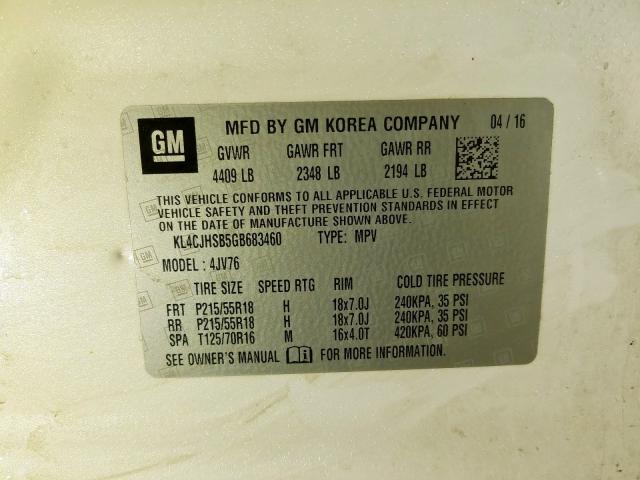 GM
MFD BY GM KOREA COMPANY 04 / 16
GVWR GAWR FRT GAWR RR
4409 LB 2348 LB 2194 LB
THIS VEHICLE CONFORMS TO ALL APPLICABLE U.S. FEDERAL MOTOR
VEHICLE SAFETY AND THEFT PREVENTION STANDARDS IN EFFECT
ON THE DATE OF MANUFACTURE SHOWN ABOVE.
KL4CJHSB5GB683460 TYPE: MPV
MODEL : 4JV76
TIRE SIZE SPEED RTG RIM COLD TIRE PRESSURE
FRT P215/55R18 H 18x7.0J 240KPA, 35 PSI
RR P215/55R18 H 18x7.0J 240KPA, 35 PSI
SPA T125/70R16 M 16x4.0T 420KPA, 60 PSI
SEE OWNER'S MANUAL FOR MORE INFORMATION.